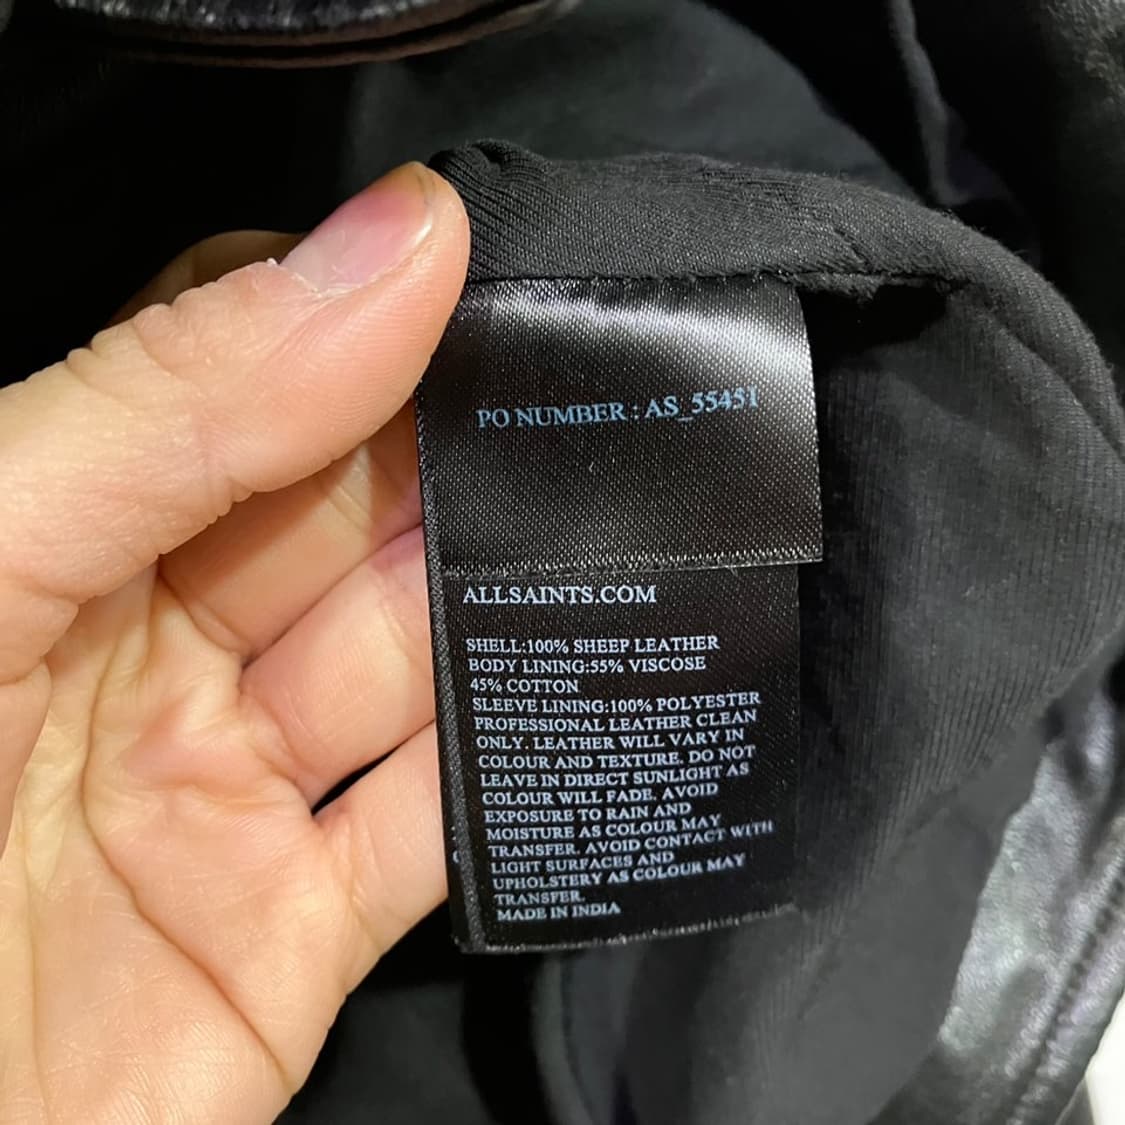 PO NUMBER : AS_55451
ALLSAINTS.COM
SHELL:100% SHEEP LEATHER
BODY LINING:55% VISCOSE
45% COTTON
SLEEVE LINING:100% POLYESTER
PROFESSIONAL LEATHER CLEAN
ONLY. LEATHER WILL VARY IN
COLOUR AND TEXTURE. DO NOT
LEAVE IN DIRECT SUNLIGHT AS
COLOUR WILL FADE. AVOID
EXPOSURE TO RAIN AND
MOISTURE AS COLOUR MAY
TRANSFER. AVOID CONTACT WITH
LIGHT SURFACES AND
UPHOLSTERY AS COLOUR MAY
TRANSFER.
MADE IN INDIA